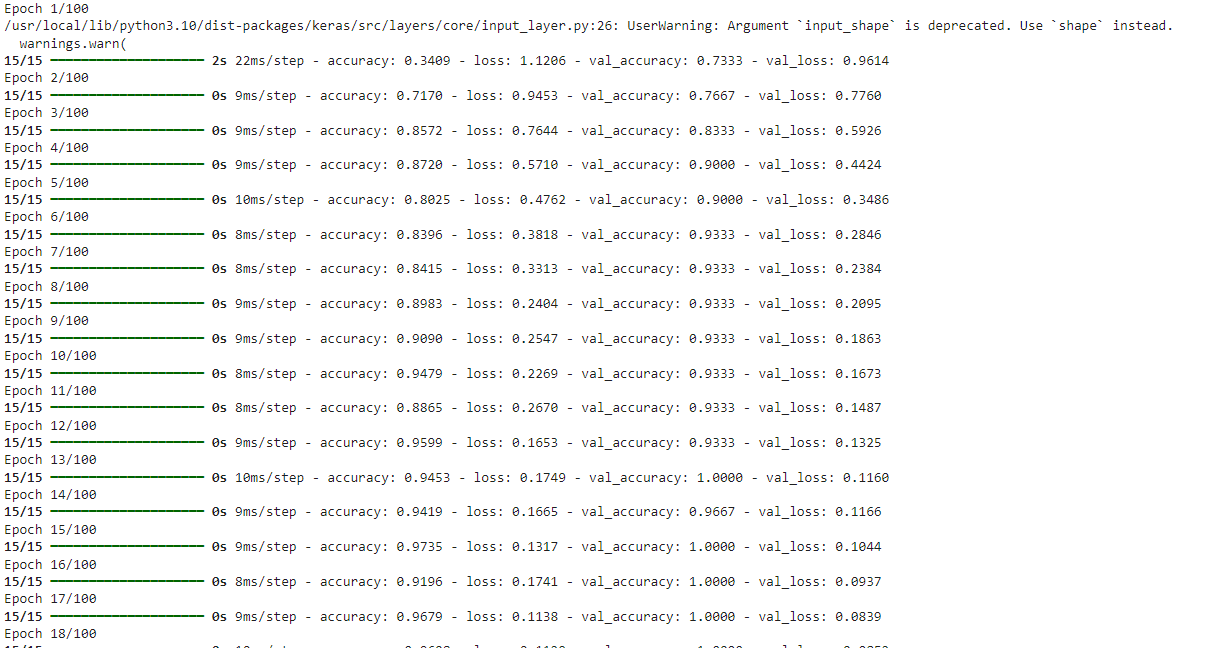 Epoch 1/100
/usr/local/lib/python3.10/dist-packages/keras/src/layers/core/input_layer.py:26: UserWarning: Argument `input_shape` is deprecated. Use `shape` instead.
  warnings.warn(
15/15 ━━━━━━━━━━━━━━━━━━━━ 2s 22ms/step - accuracy: 0.3409 - loss: 1.1206 - val_accuracy: 0.7333 - val_loss: 0.9614
Epoch 2/100
15/15 ━━━━━━━━━━━━━━━━━━━━ 0s 9ms/step - accuracy: 0.7170 - loss: 0.9453 - val_accuracy: 0.7667 - val_loss: 0.7760
Epoch 3/100
15/15 ━━━━━━━━━━━━━━━━━━━━ 0s 9ms/step - accuracy: 0.8572 - loss: 0.7644 - val_accuracy: 0.8333 - val_loss: 0.5926
Epoch 4/100
15/15 ━━━━━━━━━━━━━━━━━━━━ 0s 9ms/step - accuracy: 0.8720 - loss: 0.5710 - val_accuracy: 0.9000 - val_loss: 0.4424
Epoch 5/100
15/15 ━━━━━━━━━━━━━━━━━━━━ 0s 10ms/step - accuracy: 0.8025 - loss: 0.4762 - val_accuracy: 0.9000 - val_loss: 0.3486
Epoch 6/100
15/15 ━━━━━━━━━━━━━━━━━━━━ 0s 8ms/step - accuracy: 0.8396 - loss: 0.3818 - val_accuracy: 0.9333 - val_loss: 0.2846
Epoch 7/100
15/15 ━━━━━━━━━━━━━━━━━━━━ 0s 8ms/step - accuracy: 0.8415 - loss: 0.3313 - val_accuracy: 0.9333 - val_loss: 0.2384
Epoch 8/100
15/15 ━━━━━━━━━━━━━━━━━━━━ 0s 9ms/step - accuracy: 0.8983 - loss: 0.2404 - val_accuracy: 0.9333 - val_loss: 0.2095
Epoch 9/100
15/15 ━━━━━━━━━━━━━━━━━━━━ 0s 9ms/step - accuracy: 0.9090 - loss: 0.2547 - val_accuracy: 0.9333 - val_loss: 0.1863
Epoch 10/100
15/15 ━━━━━━━━━━━━━━━━━━━━ 0s 8ms/step - accuracy: 0.9479 - loss: 0.2269 - val_accuracy: 0.9333 - val_loss: 0.1673
Epoch 11/100
15/15 ━━━━━━━━━━━━━━━━━━━━ 0s 8ms/step - accuracy: 0.8865 - loss: 0.2670 - val_accuracy: 0.9333 - val_loss: 0.1487
Epoch 12/100
15/15 ━━━━━━━━━━━━━━━━━━━━ 0s 9ms/step - accuracy: 0.9599 - loss: 0.1653 - val_accuracy: 0.9333 - val_loss: 0.1325
Epoch 13/100
15/15 ━━━━━━━━━━━━━━━━━━━━ 0s 10ms/step - accuracy: 0.9453 - loss: 0.1749 - val_accuracy: 1.0000 - val_loss: 0.1160
Epoch 14/100
15/15 ━━━━━━━━━━━━━━━━━━━━ 0s 9ms/step - accuracy: 0.9419 - loss: 0.1665 - val_accuracy: 0.9667 - val_loss: 0.1166
Epoch 15/100
15/15 ━━━━━━━━━━━━━━━━━━━━ 0s 9ms/step - accuracy: 0.9735 - loss: 0.1317 - val_accuracy: 1.0000 - val_loss: 0.1044
Epoch 16/100
15/15 ━━━━━━━━━━━━━━━━━━━━ 0s 8ms/step - accuracy: 0.9196 - loss: 0.1741 - val_accuracy: 1.0000 - val_loss: 0.0937
Epoch 17/100
15/15 ━━━━━━━━━━━━━━━━━━━━ 0s 9ms/step - accuracy: 0.9679 - loss: 0.1138 - val_accuracy: 1.0000 - val_loss: 0.0839
Epoch 18/100